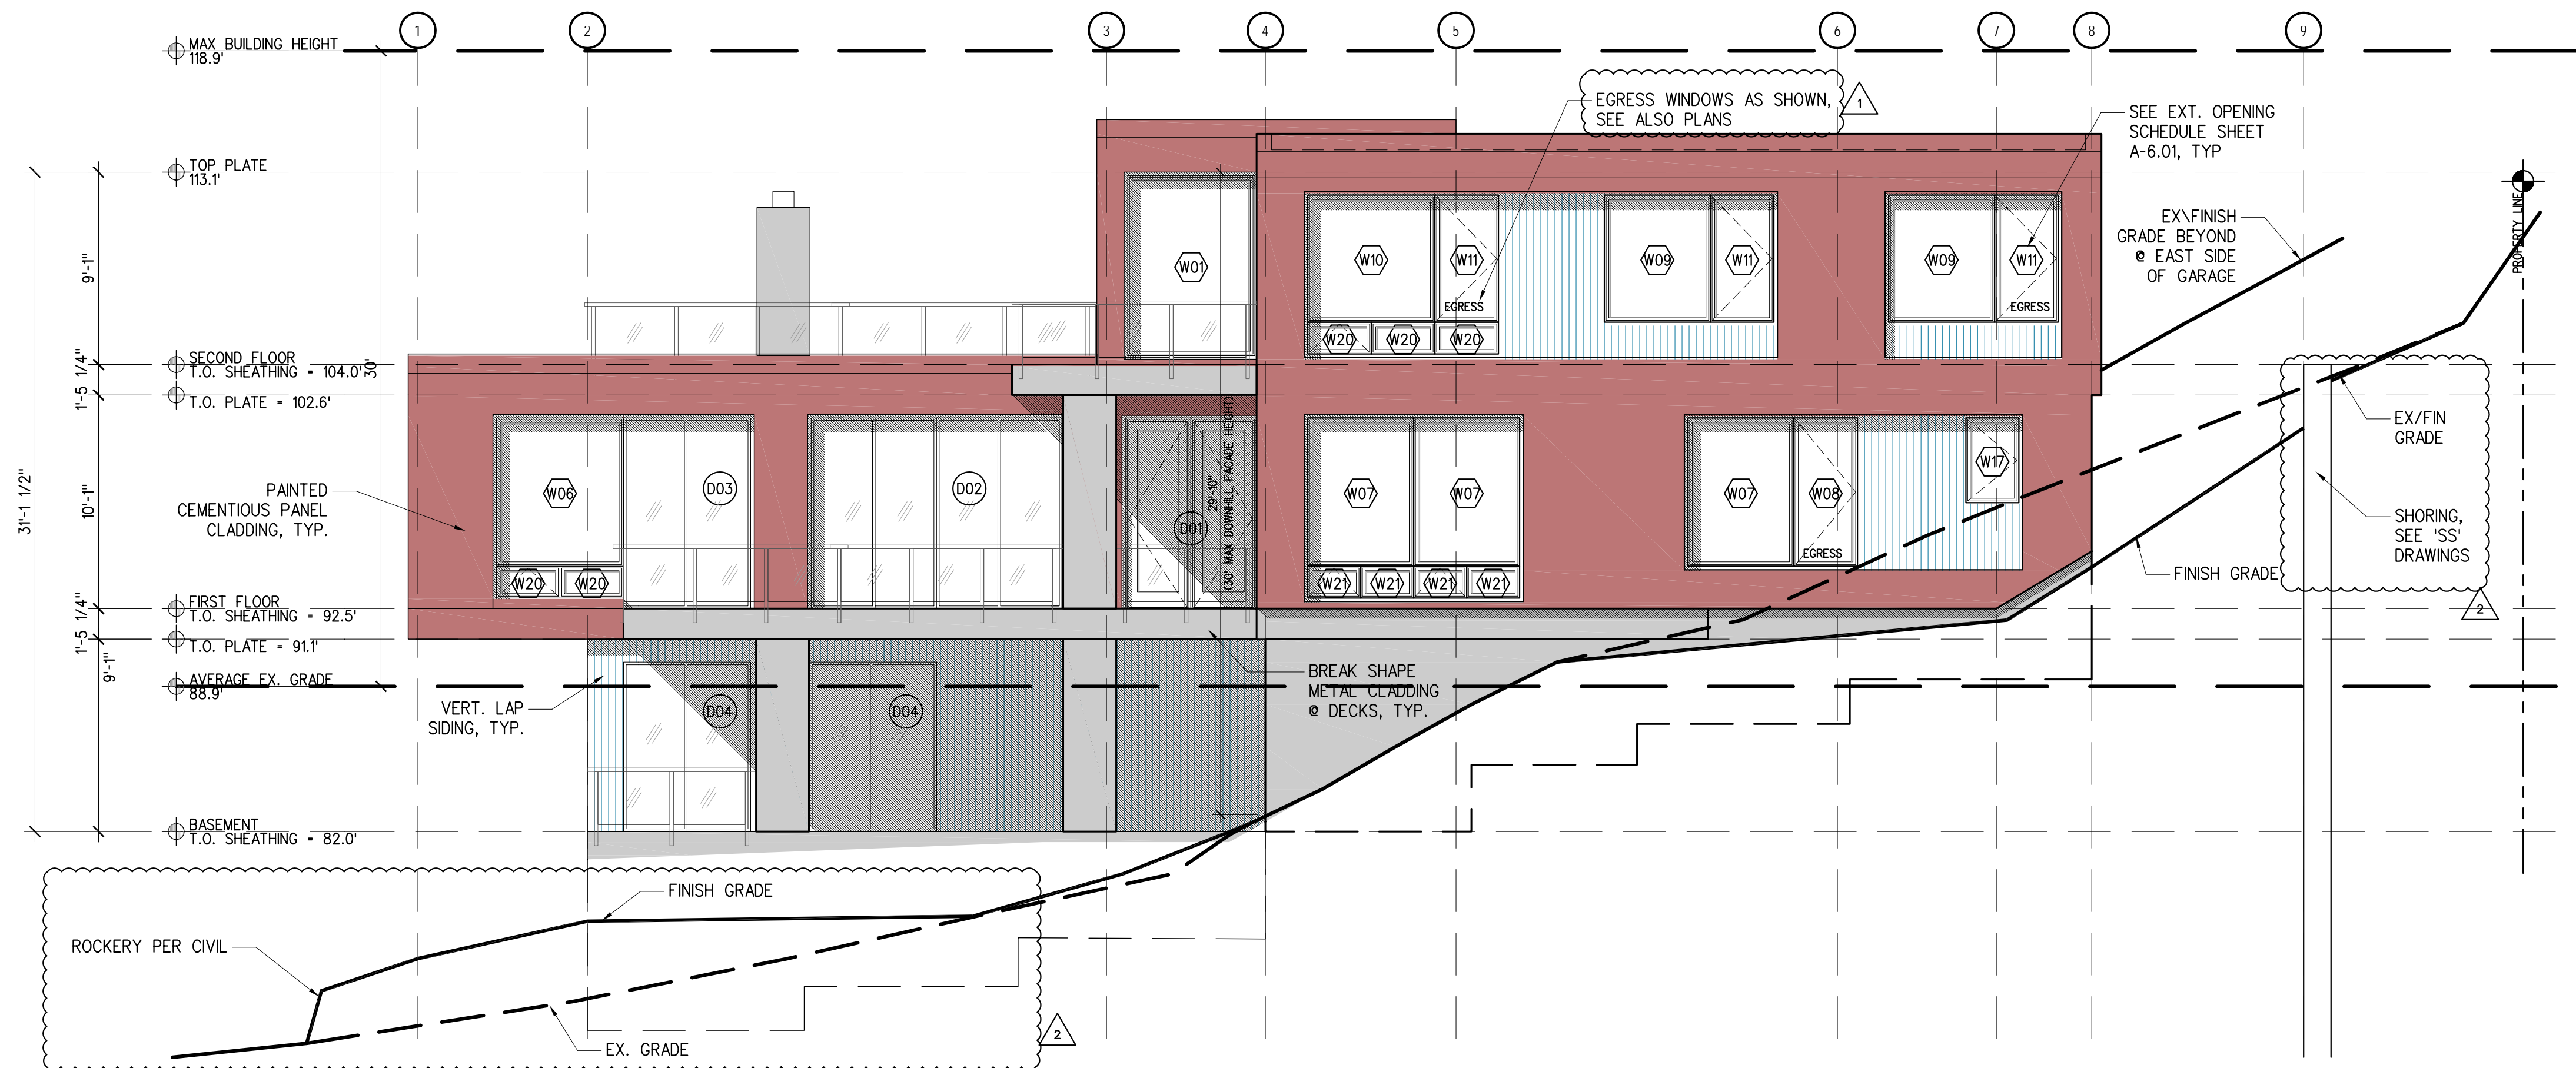 1
2
3
4
5
6
7
8
9
MAX BUILDING HEIGHT
118.9'
TOP PLATE
113.1'
SECOND FLOOR
T.O. SHEATHING = 104.0'
T.O. PLATE = 102.6'
FIRST FLOOR
T.O. SHEATHING = 92.5'
T.O. PLATE = 91.1'
AVERAGE EX. GRADE
88.9'
BASEMENT
T.O. SHEATHING = 82.0'
31'-1 1/2"
9'-1"
1'-5 1/4"
10'-1"
1'-5 1/4"
9'-1"
30'
EGRESS WINDOWS AS SHOWN,
SEE ALSO PLANS
1
SEE EXT. OPENING
SCHEDULE SHEET
A-6.01, TYP
EX\FINISH
GRADE BEYOND
@ EAST SIDE
OF GARAGE
PROPERTY LINE
W01
W10
W11
EGRESS
W09
W11
W09
W11
EGRESS
W20
W20
W20
PAINTED
CEMENTIOUS PANEL
CLADDING, TYP.
W06
D03
D02
D01
29'-10"
(30' MAX DOWNHILL FACADE HEIGHT)
W07
W07
W07
W08
EGRESS
W17
W20
W20
W21
W21
W21
W21
EX/FIN
GRADE
SHORING,
SEE 'SS'
DRAWINGS
2
FINISH GRADE
VERT. LAP
SIDING, TYP.
D04
D04
BREAK SHAPE
METAL CLADDING
@ DECKS, TYP.
FINISH GRADE
ROCKERY PER CIVIL
EX. GRADE
2